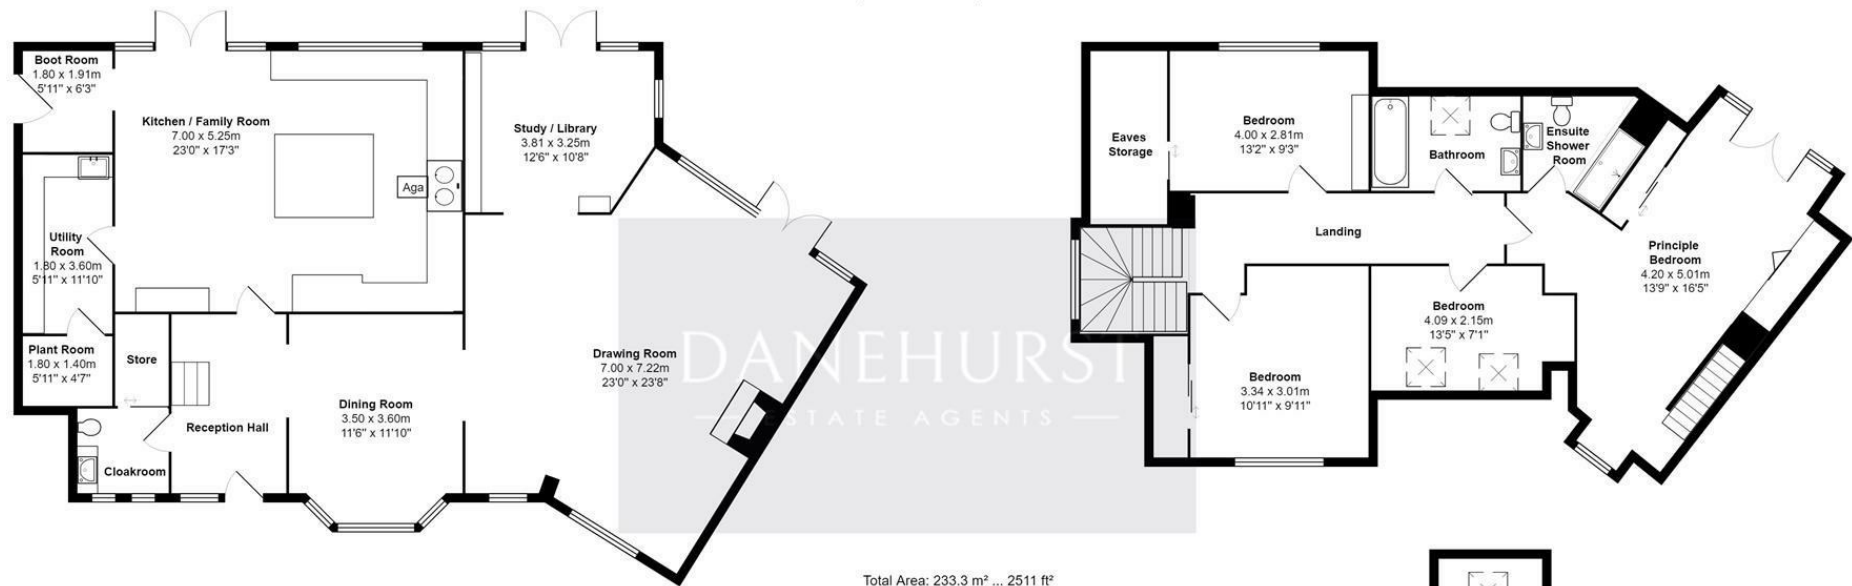 Boot Room
1.80 x 1.91m
5'11" x 6'3"
Kitchen / Family Room
7.00 x 5.25m
23'0" x 17'3"
Study / Library
3.81 x 3.25m
12'6" x 10'8"
Aga
Utility
Room
1.80 x 3.60m
5'11" x 11'10"
Plant Room
1.80 x 1.40m
5'11" x 4'7"
Store
Drawing Room
7.00 x 7.22m
23'0" x 23'8"
Dining Room
3.50 x 3.60m
11'6" x 11'10"
Reception Hall
Cloakroom
DANEHURST
ESTATE AGENTS
Eaves
Storage
Bedroom
4.00 x 2.81m
13'2" x 9'3"
Bathroom
Ensuite
Shower
Room
Landing
Principle
Bedroom
4.20 x 5.01m
13'9" x 16'5"
Bedroom
4.09 x 2.15m
13'5" x 7'1"
Bedroom
3.34 x 3.01m
10'11" x 9'11"
Total Area: 233.3 m² ... 2511 ft²